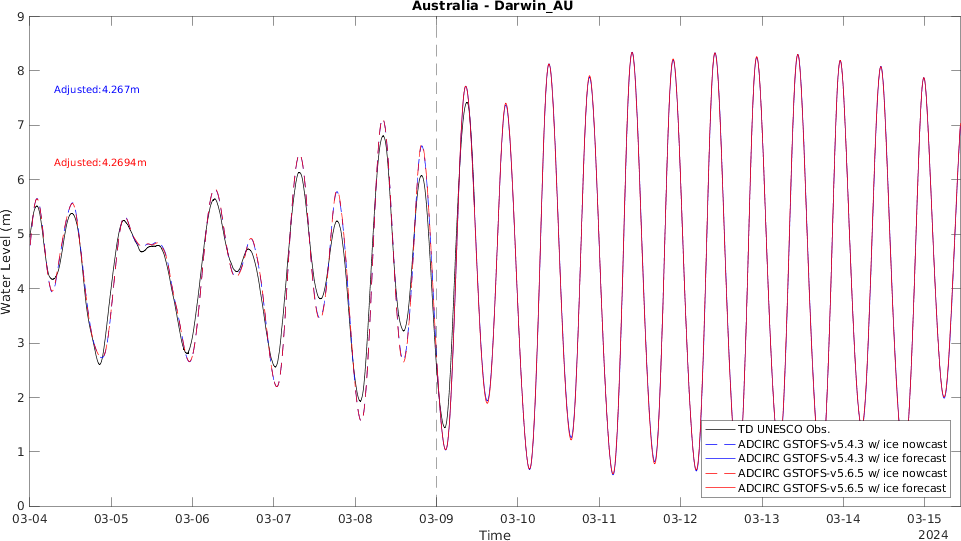 Australia - Darwin_AU
9
8
7
6
5
4
3
2
1
0
Water Level (m)
Adjusted:4.267m
Adjusted:4.2694m
TD UNESCO Obs.
ADCIRC GSTOFS-v5.4.3 w/ ice nowcast
ADCIRC GSTOFS-v5.4.3 w/ ice forecast
ADCIRC GSTOFS-v5.6.5 w/ ice nowcast
ADCIRC GSTOFS-v5.6.5 w/ ice forecast
03-04 03-05 03-06 03-07 03-08 03-09 03-10 03-11 03-12 03-13 03-14 03-15
Time
2024